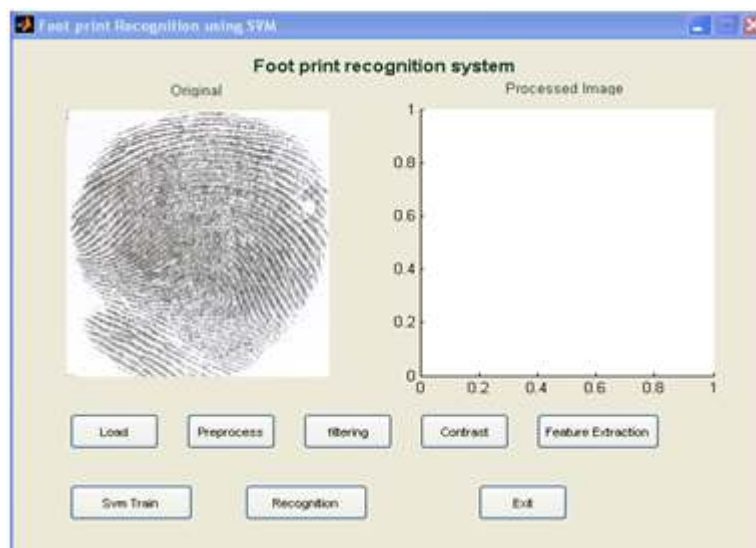 Foot print Recognition using SVM
Foot print recognition system
Original
Processed Image
1
0.8
0.6
0.4
0.2
0
0 0.2 0.4 0.6 0.8 1
Load Preprocess filtering Contrast Feature Extraction
Svm Train Recognition Exit